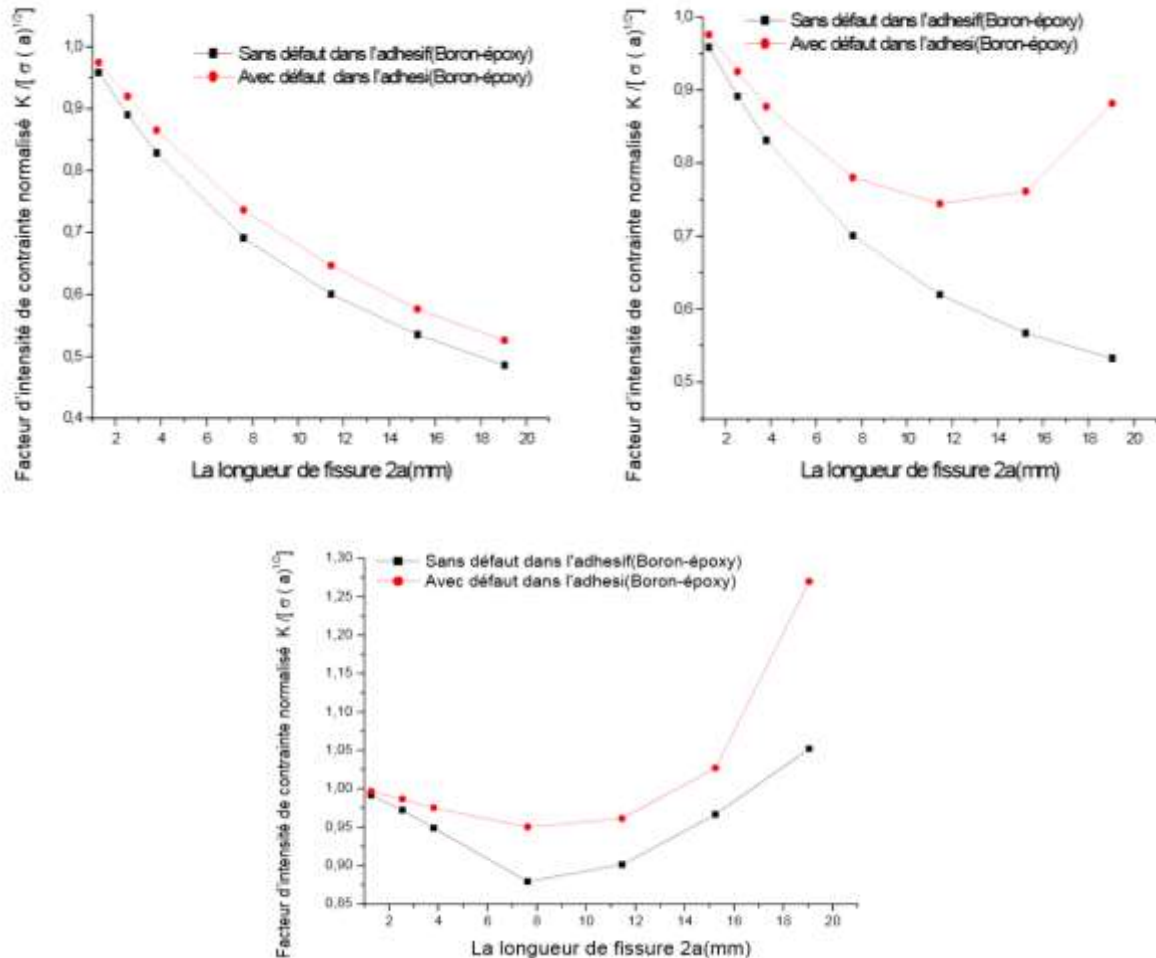 Facteur d'intensité de contrainte normalisé K /[ σ ( a)^1/2]
1,0
0,9
0,8
0,7
0,6
0,5
0,4
Sans défaut dans l'adhesif(Boron-époxy)
Avec défaut dans l'adhesi(Boron-époxy)
2 4 6 8 10 12 14 16 18 20
La longueur de fissure 2a(mm)
Facteur d'intensité de contrainte normalisé K /[ σ ( a)^1/2]
1,0
0,9
0,8
0,7
0,6
0,5
Sans défaut dans l'adhesif(Boron-époxy)
Avec défaut dans l'adhesi(Boron-époxy)
2 4 6 8 10 12 14 16 18 20
La longueur de fissure 2a(mm)
Facteur d'intensité de contrainte normalisé K /[ σ ( a)^1/2]
1,30
1,25
1,20
1,15
1,10
1,05
1,00
0,95
0,90
0,85
Sans défaut dans l'adhesif(Boron-époxy)
Avec défaut dans l'adhesi(Boron-époxy)
2 4 6 8 10 12 14 16 18 20
La longueur de fissure 2a(mm)